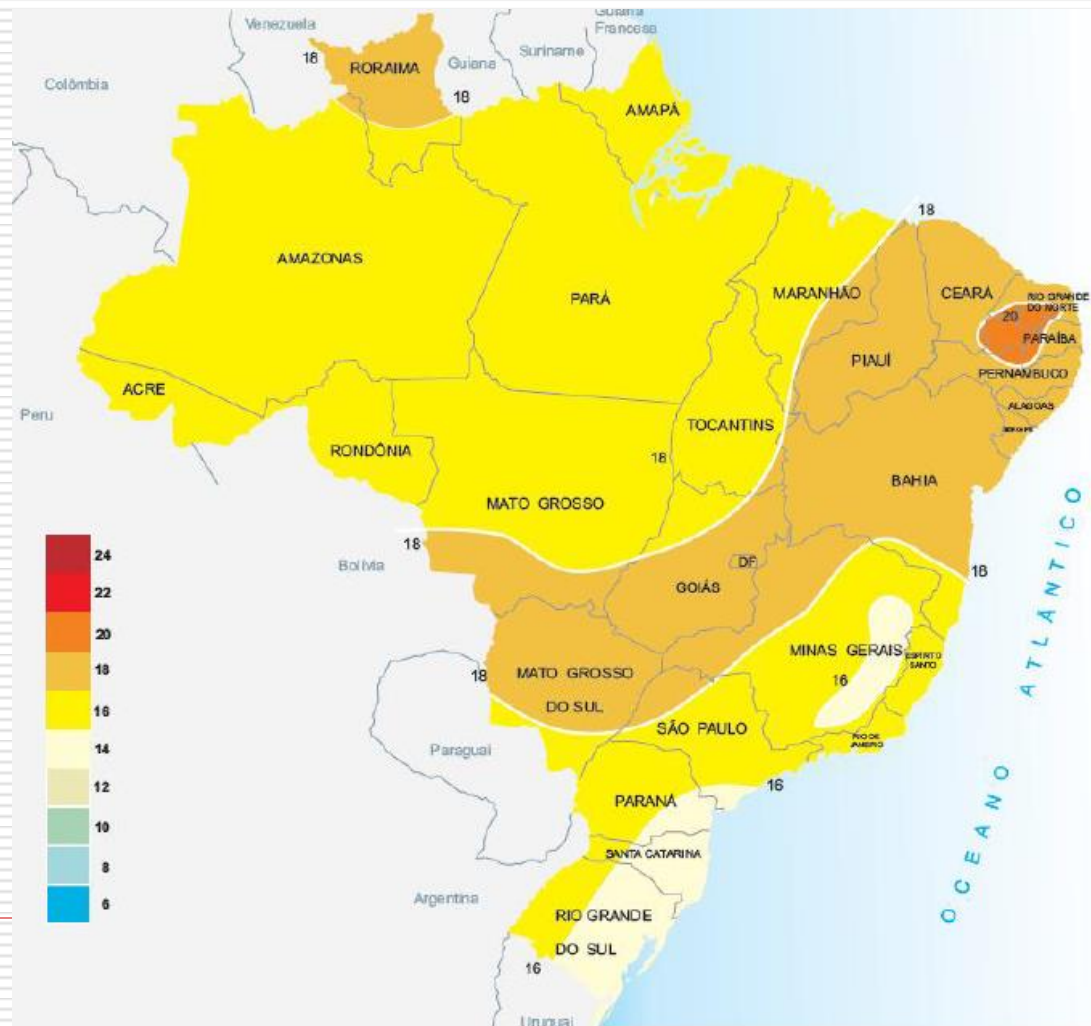 Venezuela
Guiana
Francesa
18
RORAIMA
Guiana
Suriname
Colômbia
18
AMAPÁ
18
AMAZONAS
PARÁ
MARANHÃO
CEARÁ
RIO GRANDE
DO NORTE
20
PARAÍBA
PIAUÍ
PERNAMBUCO
ACRE
ALAGOAS
Peru
TOCANTINS
SERGIPE
RONDÔNIA
18
BAHIA
MATO GROSSO
18
Bolívia
DF
GOIÁS
18
24
22
20
18
16
14
12
10
8
6
MINAS GERAIS
ESPÍRITO
SANTO
18
MATO GROSSO
DO SUL
16
SÃO PAULO
RIO DE
JANEIRO
Paraguai
16
PARANÁ
SANTA CATARINA
Argentina
RIO GRANDE
DO SUL
16
Uruguai
OCEANO ATLÂNTICO